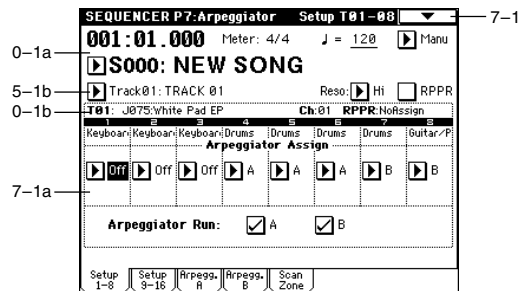 SEQUENCER P7:Arpeggiator Setup T01-08
7-1
001:01.000 Meter: 4/4 ♩ = 120 Manu
0-1a
S000: NEW SONG
5-1b
Track01: TRACK 01 Reso: Hi RPPR
0-1b
T01: J075:White Pad EP Ch:01 RPPR:NoAssign
1 2 3 4 5 6 7 8
Keyboar Keyboar Keyboar Drums Drums Drums Drums Guitar/P
Arpeggiator Assign
Off Off Off A A A B B
7-1a
Arpeggiator Run: A B
Setup 1-8 Setup 9-16 Arpegg. A Arpegg. B Scan Zone